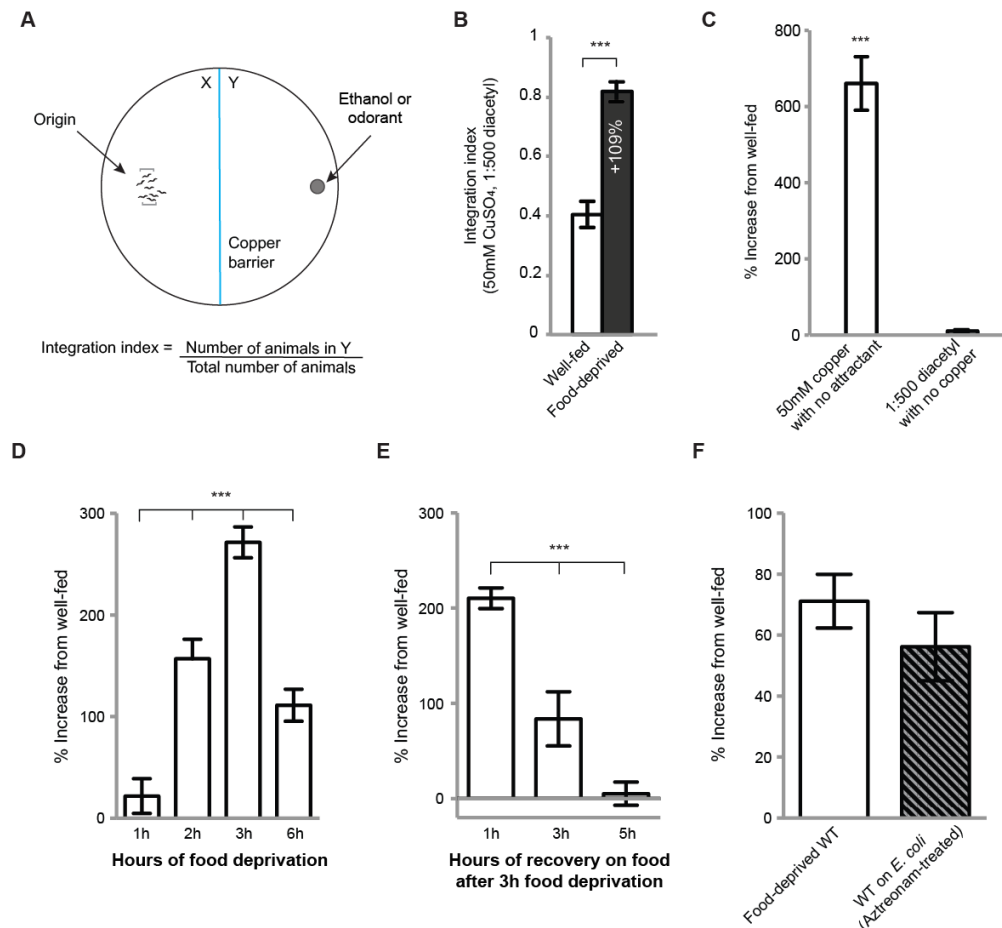 A
X Y
Origin
Ethanol or
odorant
Copper
barrier
Integration index = Number of animals in Y
Total number of animals
B
Integration index
(50mM CuSO₄, 1:500 diacetyl)
1
0.8
0.6
0.4
0.2
0
***
+109%
Well-fed
Food-deprived
C
% Increase from well-fed
800
600
400
200
0
***
50mM copper
with no attractant
1:500 diacetyl
with no copper
D
% Increase from well-fed
300
200
100
0
***
1h 2h 3h 6h
Hours of food deprivation
E
% Increase from well-fed
300
200
100
0
***
1h 3h 5h
Hours of recovery on food
after 3h food deprivation
F
% Increase from well-fed
100
80
60
40
20
0
Food-deprived WT
WT on E. coli
(Aztreonam-treated)